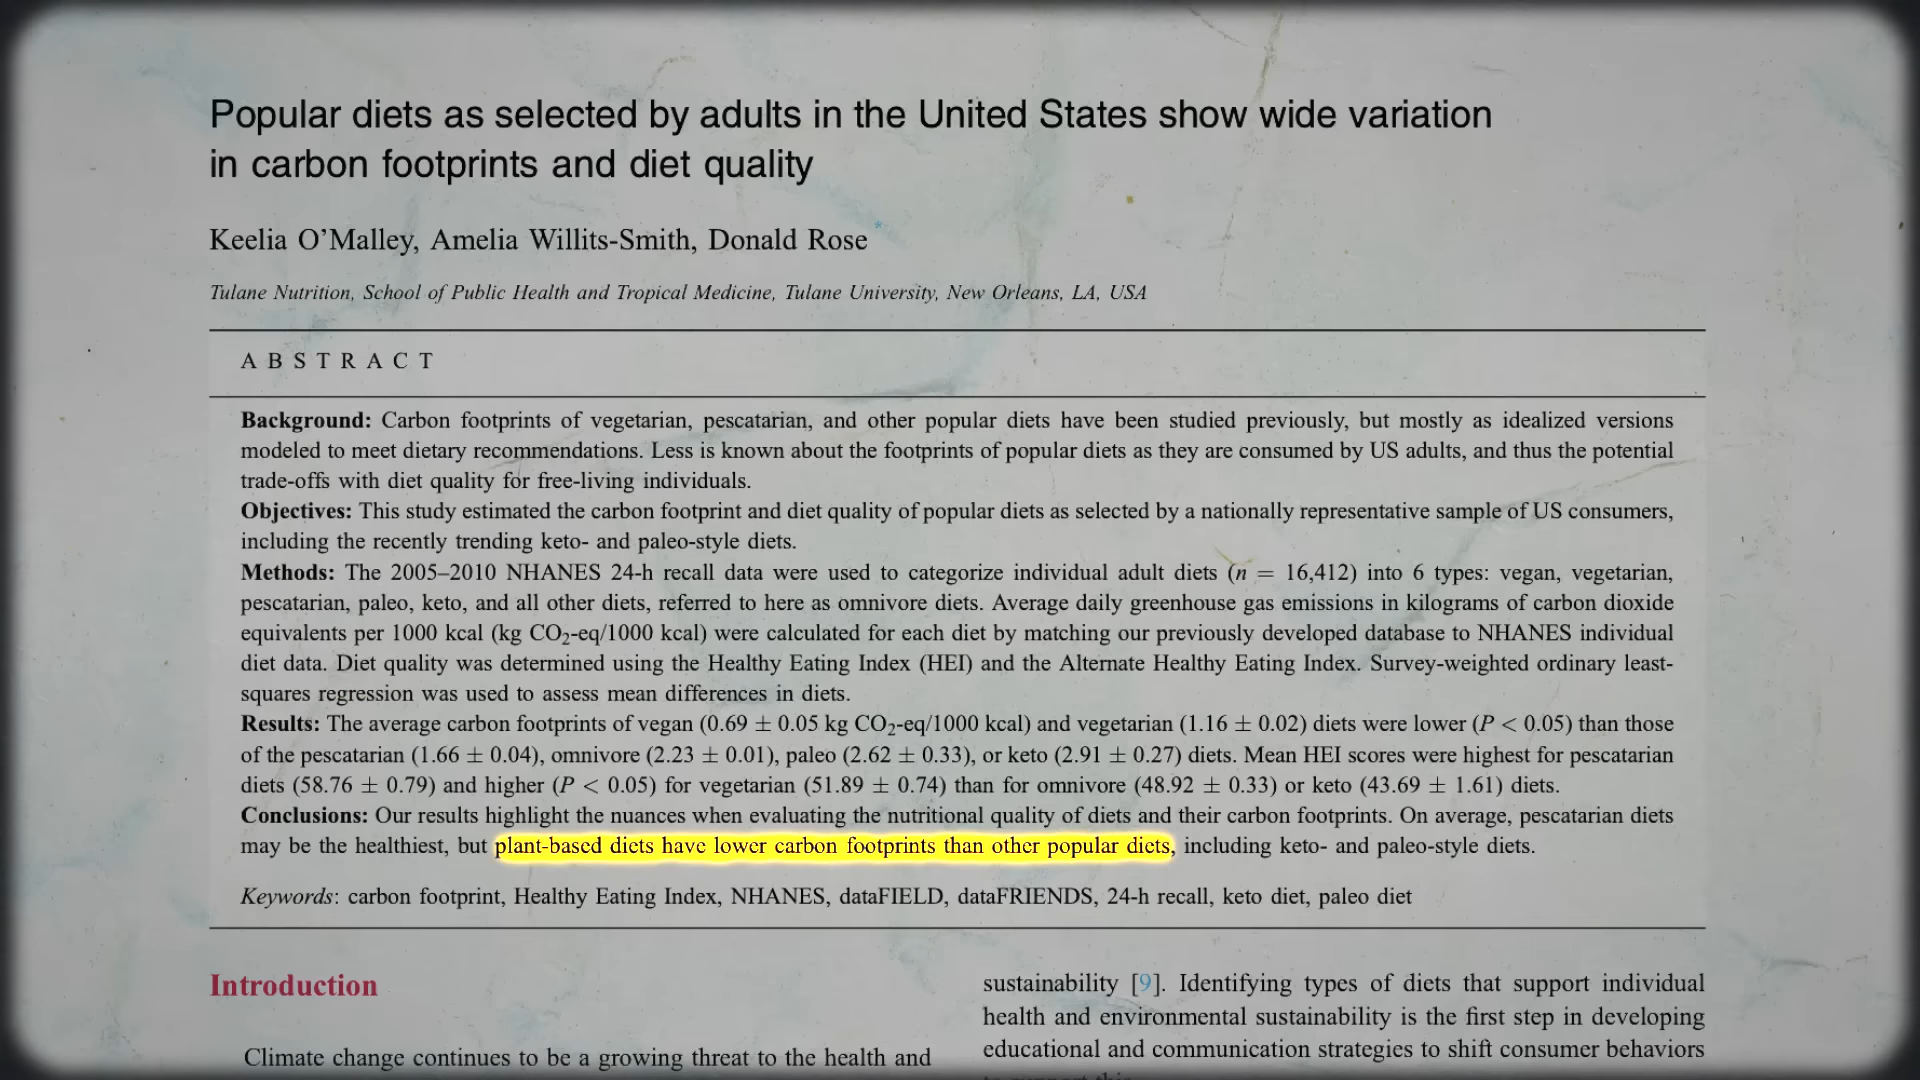 Popular diets as selected by adults in the United States show wide variation
in carbon footprints and diet quality
Keelia O’Malley, Amelia Willits-Smith, Donald Rose
Tulane Nutrition, School of Public Health and Tropical Medicine, Tulane University, New Orleans, LA, USA
A B S T R A C T
Background: Carbon footprints of vegetarian, pescatarian, and other popular diets have been studied previously, but mostly as idealized versions
modeled to meet dietary recommendations. Less is known about the footprints of popular diets as they are consumed by US adults, and thus the potential
trade-offs with diet quality for free-living individuals.
Objectives: This study estimated the carbon footprint and diet quality of popular diets as selected by a nationally representative sample of US consumers,
including the recently trending keto- and paleo-style diets.
Methods: The 2005–2010 NHANES 24-h recall data were used to categorize individual adult diets (n = 16,412) into 6 types: vegan, vegetarian,
pescatarian, paleo, keto, and all other diets, referred to here as omnivore diets. Average daily greenhouse gas emissions in kilograms of carbon dioxide
equivalents per 1000 kcal (kg CO₂-eq/1000 kcal) were calculated for each diet by matching our previously developed database to NHANES individual
diet data. Diet quality was determined using the Healthy Eating Index (HEI) and the Alternate Healthy Eating Index. Survey-weighted ordinary least-
squares regression was used to assess mean differences in diets.
Results: The average carbon footprints of vegan (0.69 ± 0.05 kg CO₂-eq/1000 kcal) and vegetarian (1.16 ± 0.02) diets were lower (P < 0.05) than those
of the pescatarian (1.66 ± 0.04), omnivore (2.23 ± 0.01), paleo (2.62 ± 0.33), or keto (2.91 ± 0.27) diets. Mean HEI scores were highest for pescatarian
diets (58.76 ± 0.79) and higher (P < 0.05) for vegetarian (51.89 ± 0.74) than for omnivore (48.92 ± 0.33) or keto (43.69 ± 1.61) diets.
Conclusions: Our results highlight the nuances when evaluating the nutritional quality of diets and their carbon footprints. On average, pescatarian diets
may be the healthiest, but plant-based diets have lower carbon footprints than other popular diets, including keto- and paleo-style diets.
Keywords: carbon footprint, Healthy Eating Index, NHANES, dataFIELD, dataFRIENDS, 24-h recall, keto diet, paleo diet
Introduction
Climate change continues to be a growing threat to the health and
sustainability [9]. Identifying types of diets that support individual
health and environmental sustainability is the first step in developing
educational and communication strategies to shift consumer behaviors